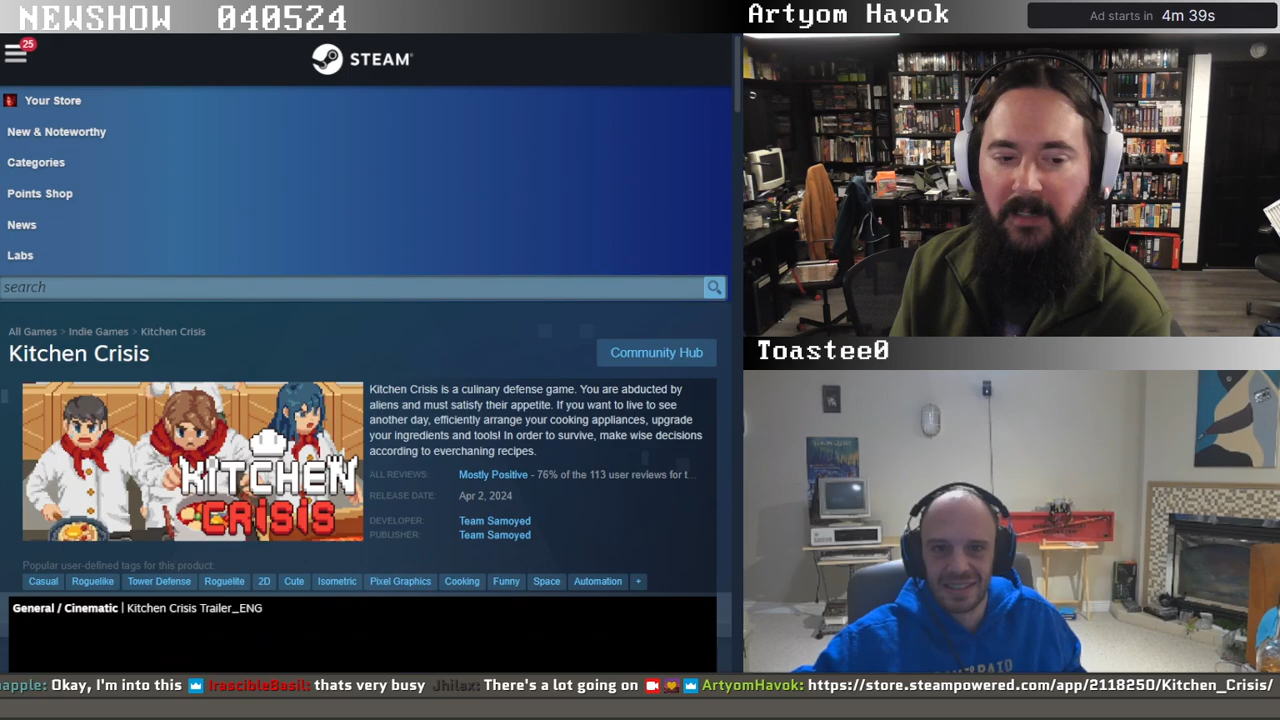 NEWSHOW 040524
Artyom Havok
Ad starts in 4m 39s
25
STEAM
Your Store
New & Noteworthy
Categories
Points Shop
News
Labs
search
All Games > Indie Games > Kitchen Crisis
Kitchen Crisis
Community Hub
KITCHEN
CRISIS
Kitchen Crisis is a culinary defense game. You are abducted by
aliens and must satisfy their appetite. If you want to live to see
another day, efficiently arrange your cooking appliances, upgrade
your ingredients and tools! In order to survive, make wise decisions
according to everchaning recipes.
ALL REVIEWS: Mostly Positive - 76% of the 113 user reviews for t...
RELEASE DATE: Apr 2, 2024
DEVELOPER: Team Samoyed
PUBLISHER: Team Samoyed
Popular user-defined tags for this product:
Casual Roguelike Tower Defense Roguelite 2D Cute Isometric Pixel Graphics Cooking Funny Space Automation +
General / Cinematic | Kitchen Crisis Trailer_ENG
Toastee0
napple: Okay, I'm into this IrascibleBasil: thats very busy Jhilax: There's a lot going on ArtyomHavok: https://store.steampowered.com/app/2118250/Kitchen_Crisis/